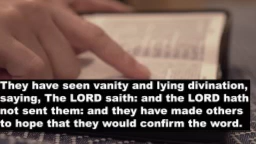 They have seen vanity and lying divination,
saying, The LORD saith: and the LORD hath
not sent them: and they have made others
to hope that they would confirm the word.